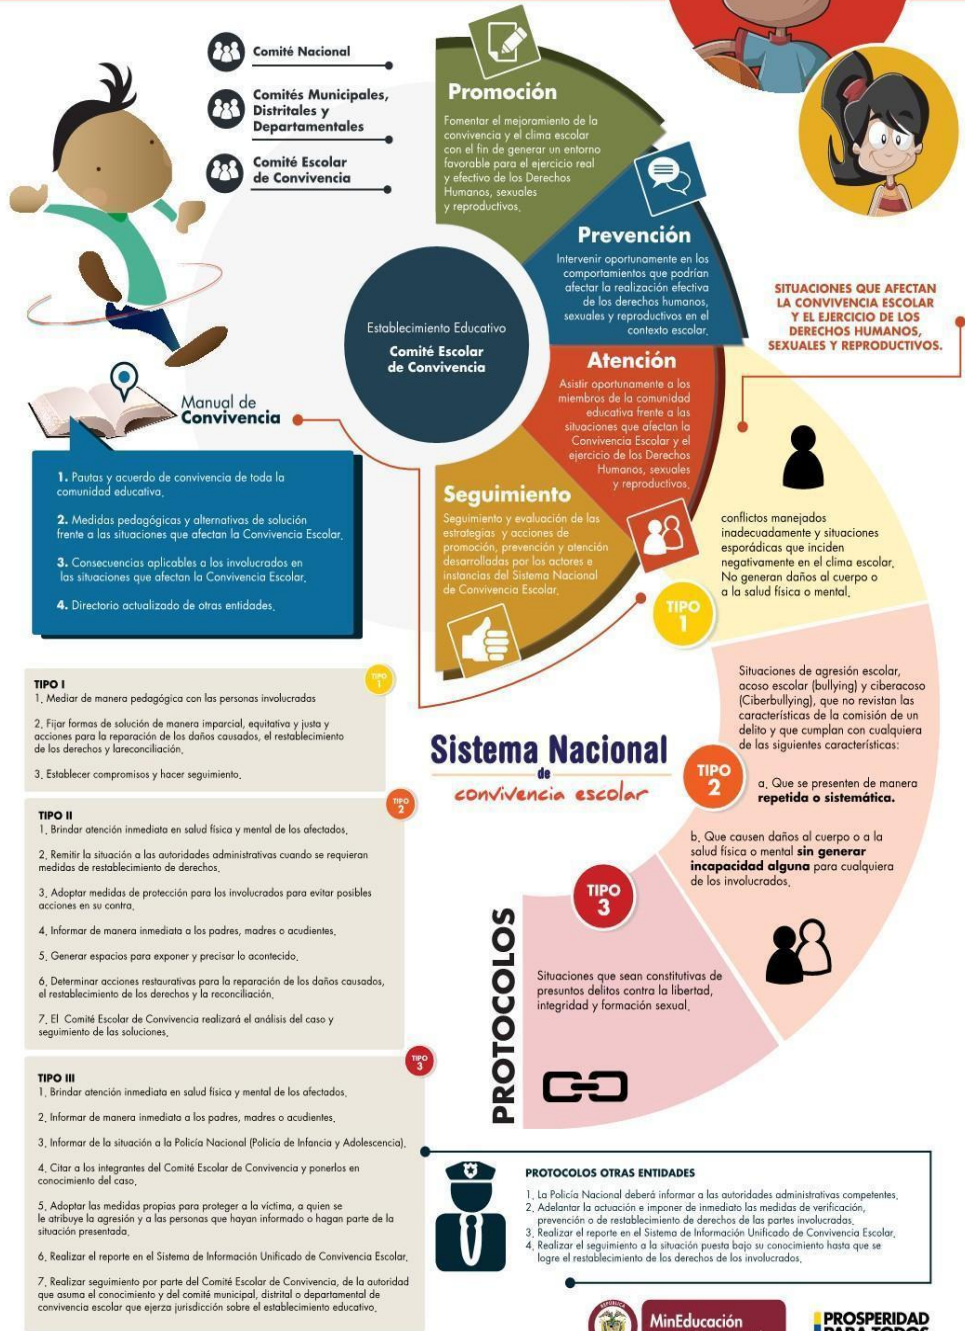 Comité Nacional
Comités Municipales,
Distritales y
Departamentales
Comité Escolar
de Convivencia
Promoción
Fomentar el mejoramiento de la
convivencia y el clima escolar
con el fin de generar un entorno
favorable para el ejercicio real
y efectivo de los Derechos
Humanos, sexuales
y reproductivos.
Prevención
Intervenir oportunamente en los
comportamientos que podrían
afectar la realización efectiva
de los derechos humanos,
sexuales y reproductivos en el
contexto escolar.
SITUACIONES QUE AFECTAN
LA CONVIVENCIA ESCOLAR
Y EL EJERCICIO DE LOS
DERECHOS HUMANOS,
SEXUALES Y REPRODUCTIVOS.
Establecimiento Educativo
Comité Escolar
de Convivencia
Atención
Asistir oportunamente a los
miembros de la comunidad
educativa frente a las
situaciones que afectan la
Convivencia Escolar y el
ejercicio de los Derechos
Humanos, sexuales
y reproductivos.
Manual de
Convivencia
1. Pautas y acuerdo de convivencia de toda la
comunidad educativa.
2. Medidas pedagógicas y alternativas de solución
frente a las situaciones que afectan la Convivencia Escolar.
3. Consecuencias aplicables a los involucrados en
las situaciones que afectan la Convivencia Escolar.
4. Directorio actualizado de otras entidades.
Seguimiento
Seguimiento y evaluación de las
estrategias y acciones de
promoción, prevención y atención
desarrolladas por los actores e
instancias del Sistema Nacional
de Convivencia Escolar.
conflictos manejados
inadecuadamente y situaciones
esporádicas que inciden
negativamente en el clima escolar.
No generan daños al cuerpo o
a la salud física o mental.
TIPO
1
Situaciones de agresión escolar,
acoso escolar (bullying) y ciberacoso
(Ciberbullying), que no revistan las
características de la comisión de un
delito y que cumplan con cualquiera
de las siguientes características:
a. Que se presenten de manera
repetida o sistemática.
b. Que causen daños al cuerpo o a la
salud física o mental sin generar
incapacidad alguna para cualquiera
de los involucrados.
TIPO
2
Sistema Nacional
de
convivencia escolar
TIPO
3
PROTOCOLOS
Situaciones que sean constitutivas de
presuntos delitos contra la libertad,
integridad y formación sexual.
TIPO
1
TIPO I
1. Mediar de manera pedagógica con las personas involucradas
2. Fijar formas de solución de manera imparcial, equitativa y justa y
acciones para la reparación de los daños causados, el restablecimiento
de los derechos y lareconciliación.
3. Establecer compromisos y hacer seguimiento.
TIPO
2
TIPO II
1. Brindar atención inmediata en salud física y mental de los afectados.
2. Remitir la situación a las autoridades administrativas cuando se requieran
medidas de restablecimiento de derechos.
3. Adoptar medidas de protección para los involucrados para evitar posibles
acciones en su contra.
4. Informar de manera inmediata a los padres, madres o acudientes.
5. Generar espacios para exponer y precisar lo acontecido.
6. Determinar acciones restaurativas para la reparación de los daños causados,
el restablecimiento de los derechos y la reconciliación.
7. El Comité Escolar de Convivencia realizará el análisis del caso y
seguimiento de las soluciones.
TIPO
3
TIPO III
1. Brindar atención inmediata en salud física y mental de los afectados.
2. Informar de manera inmediata a los padres, madres o acudientes.
3. Informar de la situación a la Policía Nacional (Policía de Infancia y Adolescencia).
4. Citar a los integrantes del Comité Escolar de Convivencia y ponerlos en
conocimiento del caso.
5. Adoptar las medidas propias para proteger a la víctima, a quien se
le atribuye la agresión y a las personas que hayan informado o hagan parte de la
situación presentada.
6. Realizar el reporte en el Sistema de Información Unificado de Convivencia Escolar.
7. Realizar seguimiento por parte del Comité Escolar de Convivencia, de la autoridad
que asuma el conocimiento y del comité municipal, distrital o departamental de
convivencia escolar que ejerza jurisdicción sobre el establecimiento educativo.
PROTOCOLOS OTRAS ENTIDADES
1. La Policía Nacional deberá informar a las autoridades administrativas competentes.
2. Adelantar la actuación e imponer de inmediato las medidas de verificación,
prevención o de restablecimiento de derechos de las partes involucradas.
3. Realizar el reporte en el Sistema de Información Unificado de Convivencia Escolar.
4. Realizar el seguimiento a la situación puesta bajo su conocimiento hasta que se
logre el restablecimiento de los derechos de los involucrados.
MinEducación
PROSPERIDAD
PARA TODOS